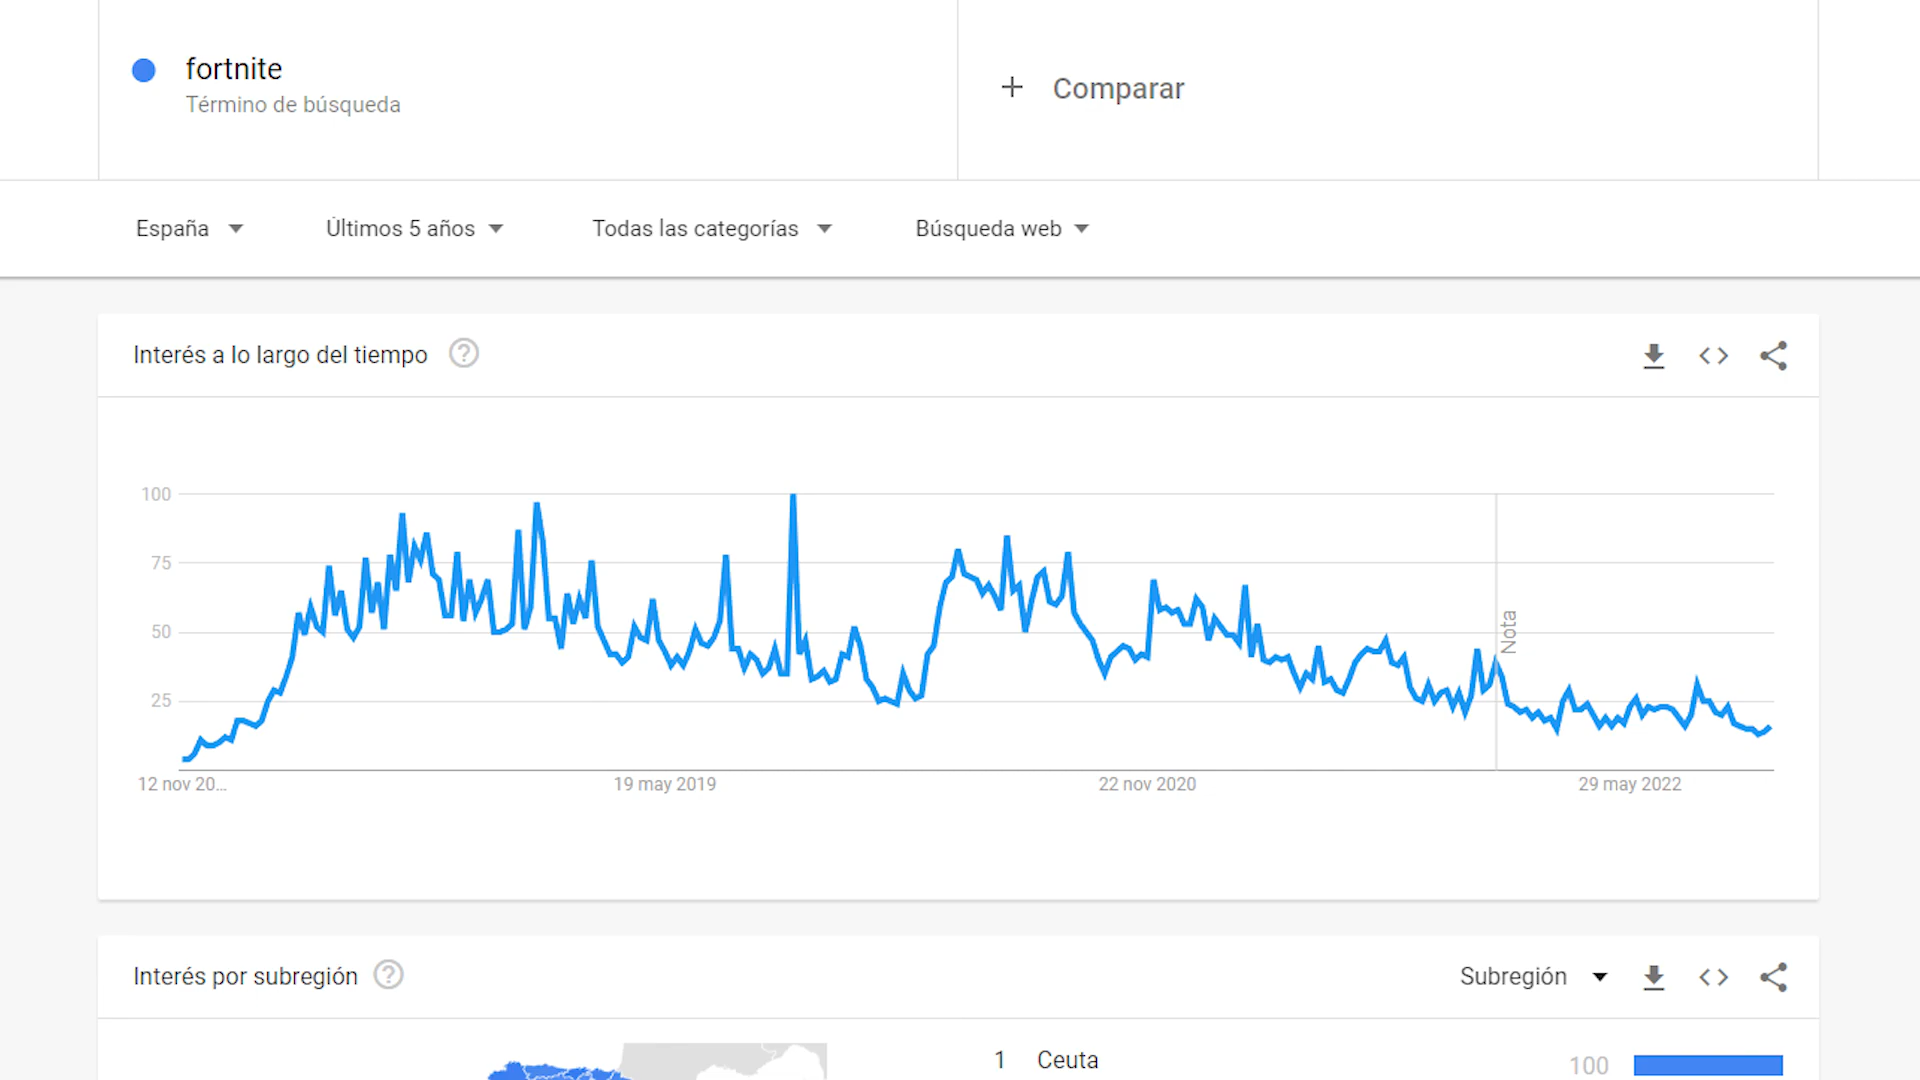 fortnite
Término de búsqueda
+ Comparar
España
Últimos 5 años
Todas las categorías
Búsqueda web
Interés a lo largo del tiempo
100
75
50
25
Nota
12 nov 20...
19 may 2019
22 nov 2020
29 may 2022
Interés por subregión
Subregión
1 Ceuta 100